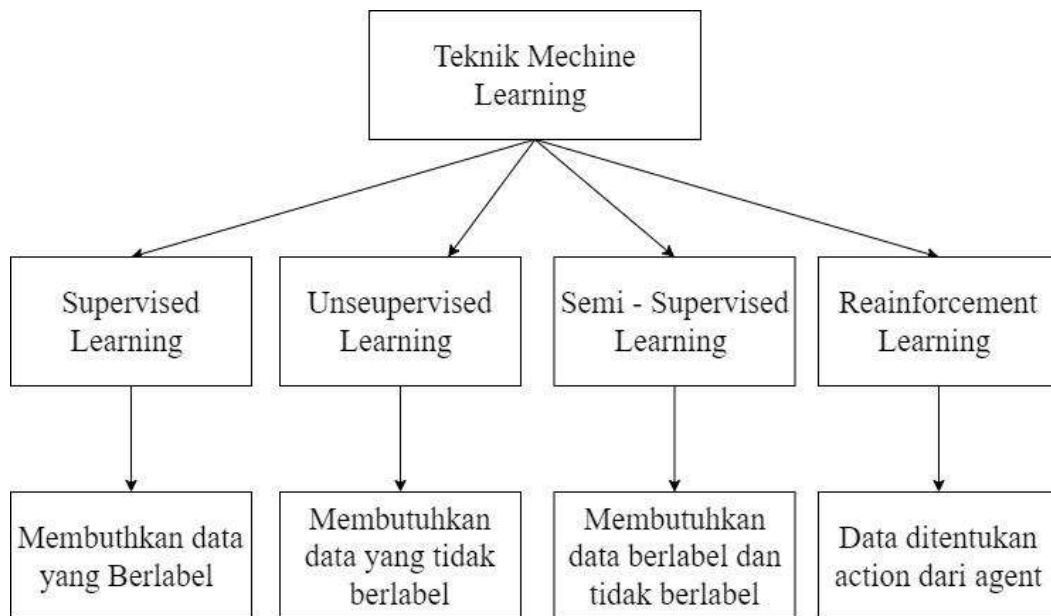 Teknik Mechine
Learning
Supervised
Learning
Unseupervised
Learning
Semi - Supervised
Learning
Reainforcement
Learning
Membuthkan data
yang Berlabel
Membutuhkan
data yang tidak
berlabel
Membutuhkan
data berlabel dan
tidak berlabel
Data ditentukan
action dari agent